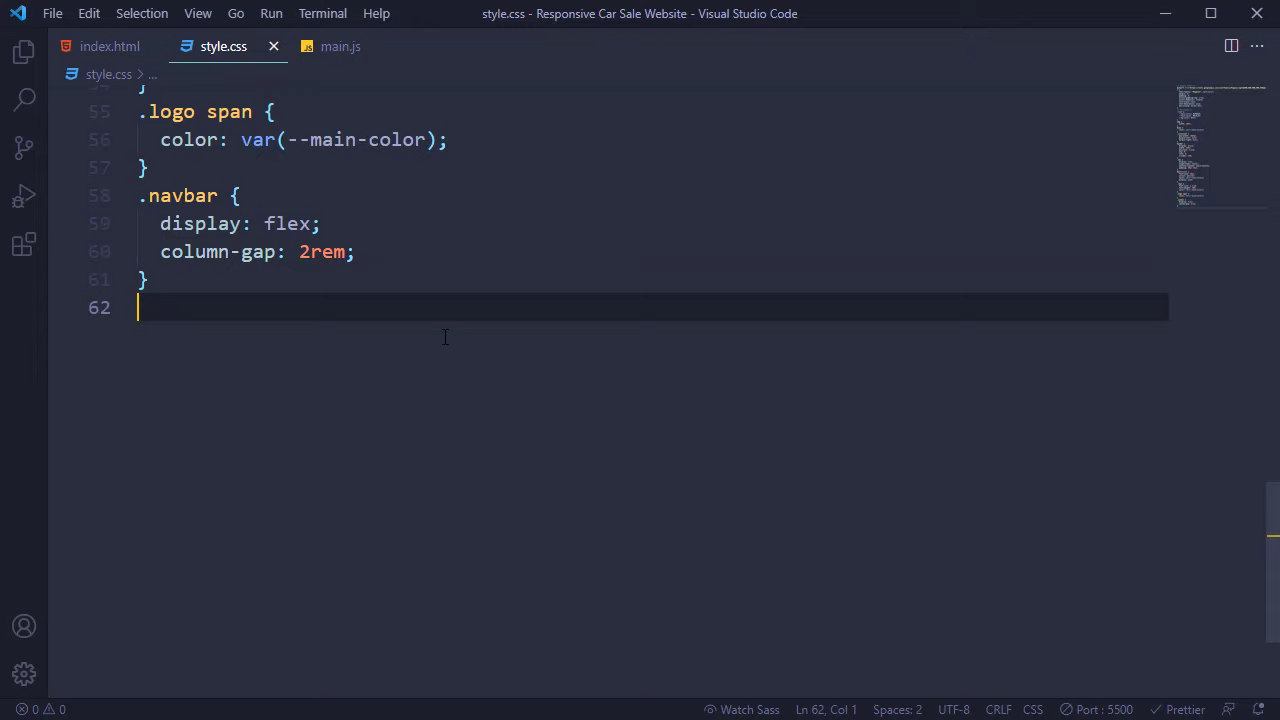 File Edit Selection View Go Run Terminal Help style.css - Responsive Car Sale Website - Visual Studio Code
index.html style.css JS main.js
style.css > ...
54 }
55 .logo span {
56 color: var(--main-color);
57 }
58 .navbar {
59 display: flex;
60 column-gap: 2rem;
61 }
62
0 0 Watch Sass Ln 62, Col 1 Spaces: 2 UTF-8 CRLF CSS Port : 5500 Prettier